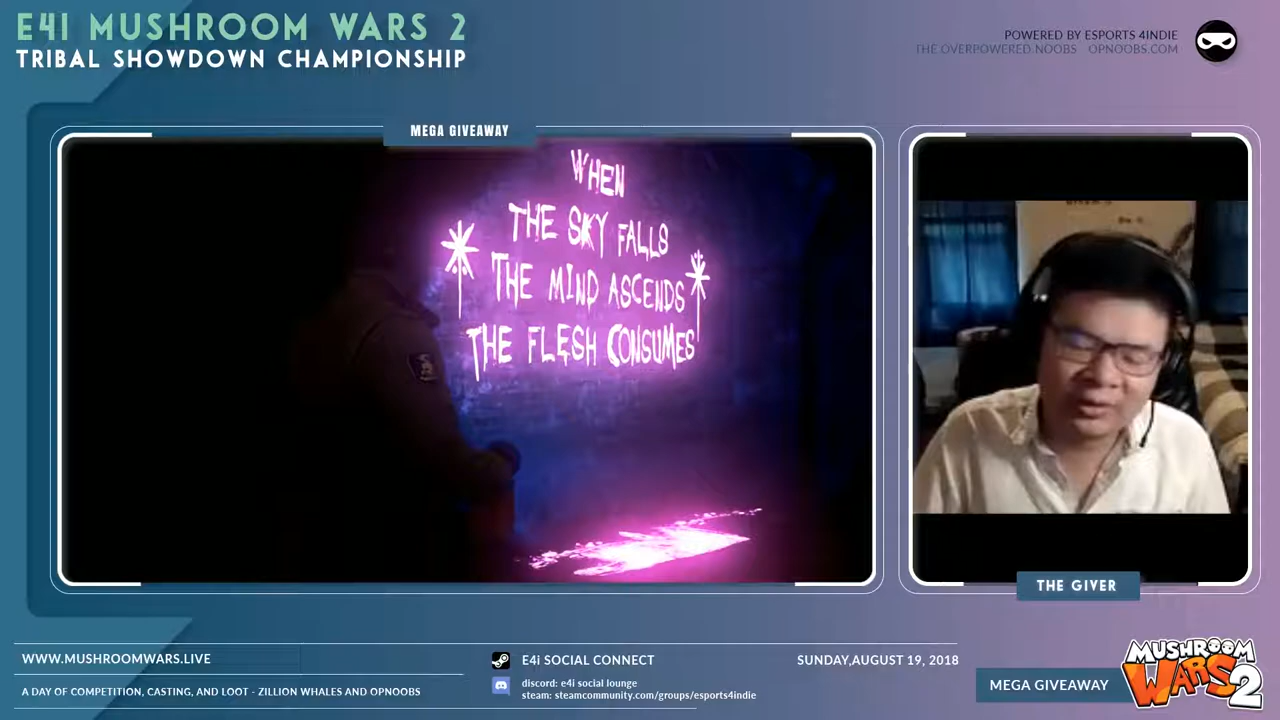 E4I MUSHROOM WARS 2
TRIBAL SHOWDOWN CHAMPIONSHIP
POWERED BY ESPORTS 4INDIE
THE.OVERPOWERED.NOOBS OPNOOBS.COM
MEGA GIVEAWAY
WHEN
THE SKY FALLS
THE MIND ASCENDS
THE FLESH CONSUMES
THE GIVER
WWW.MUSHROOMWARS.LIVE
A DAY OF COMPETITION, CASTING, AND LOOT - ZILLION WHALES AND OPNOOBS
E4i SOCIAL CONNECT
discord: e4i social lounge
steam: steamcommunity.com/groups/esports4indie
SUNDAY,AUGUST 19, 2018
MEGA GIVEAWAY
MUSHROOM
WARS 2